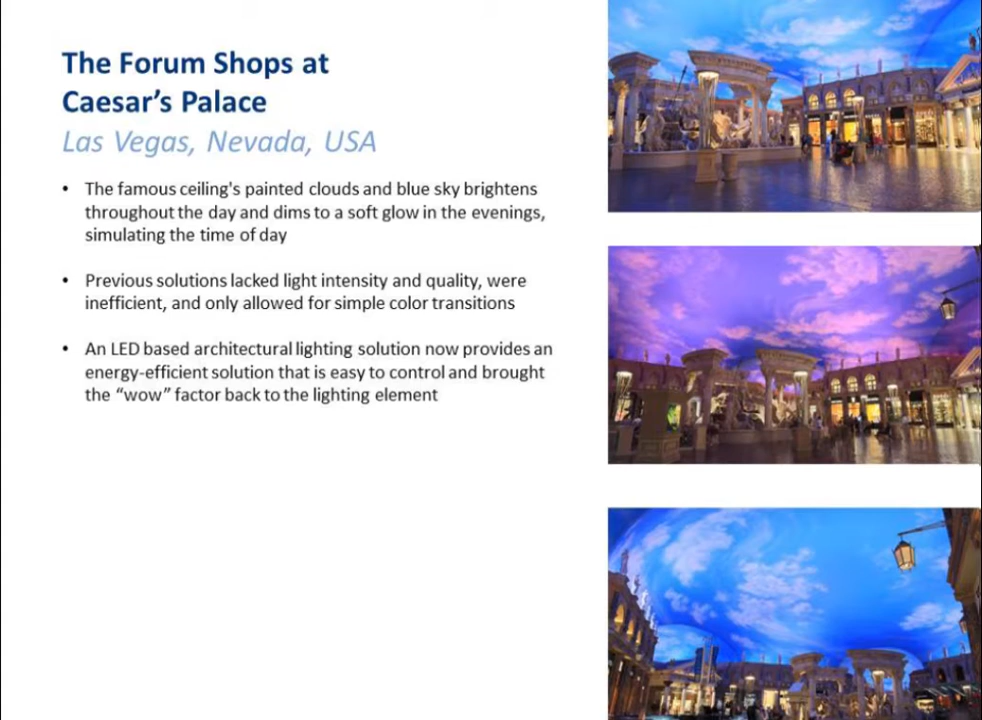 The Forum Shops at
Caesar’s Palace
Las Vegas, Nevada, USA
• The famous ceiling's painted clouds and blue sky brightens
throughout the day and dims to a soft glow in the evenings,
simulating the time of day
• Previous solutions lacked light intensity and quality, were
inefficient, and only allowed for simple color transitions
• An LED based architectural lighting solution now provides an
energy-efficient solution that is easy to control and brought
the “wow” factor back to the lighting element